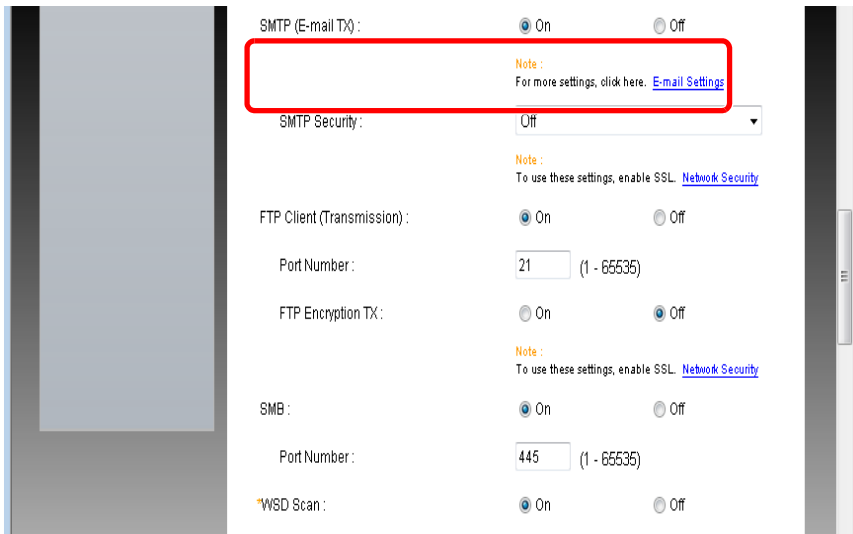 SMTP (E-mail TX) : On Off
Note :
For more settings, click here. E-mail Settings
SMTP Security : Off
Note :
To use these settings, enable SSL. Network Security
FTP Client (Transmission) : On Off
Port Number : 21 (1 - 65535)
FTP Encryption TX : On Off
Note :
To use these settings, enable SSL. Network Security
SMB : On Off
Port Number : 445 (1 - 65535)
*WSD Scan : On Off